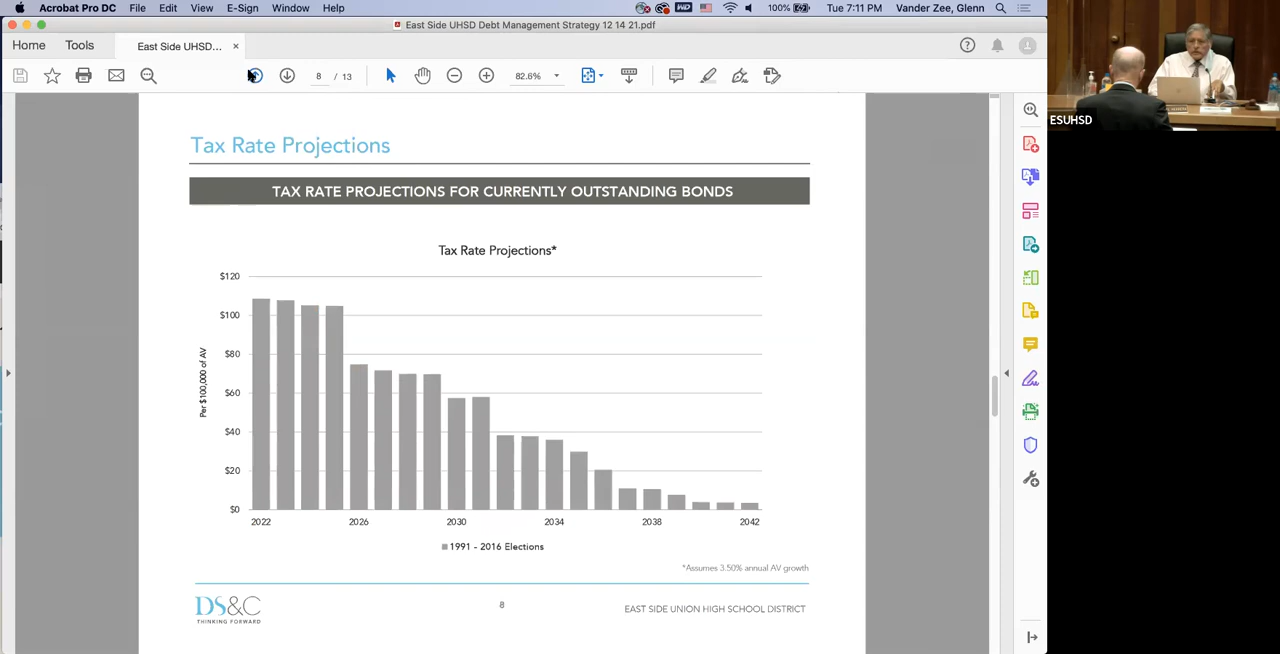 Acrobat Pro DC File Edit View E-Sign Window Help 100% Tue 7:11 PM Vander Zee, Glenn
East Side UHSD Debt Management Strategy 12 14 21.pdf
Home Tools East Side UHSD... ×
8 / 13 82.6%
ESUHSD
Tax Rate Projections
TAX RATE PROJECTIONS FOR CURRENTLY OUTSTANDING BONDS
Tax Rate Projections*
$120
$100
$80
$60
$40
$20
$0
Per $100,000 of AV
2022 2026 2030 2034 2038 2042
1991 - 2016 Elections
*Assumes 3.50% annual AV growth
DS&C
THINKING FORWARD
8
EAST SIDE UNION HIGH SCHOOL DISTRICT